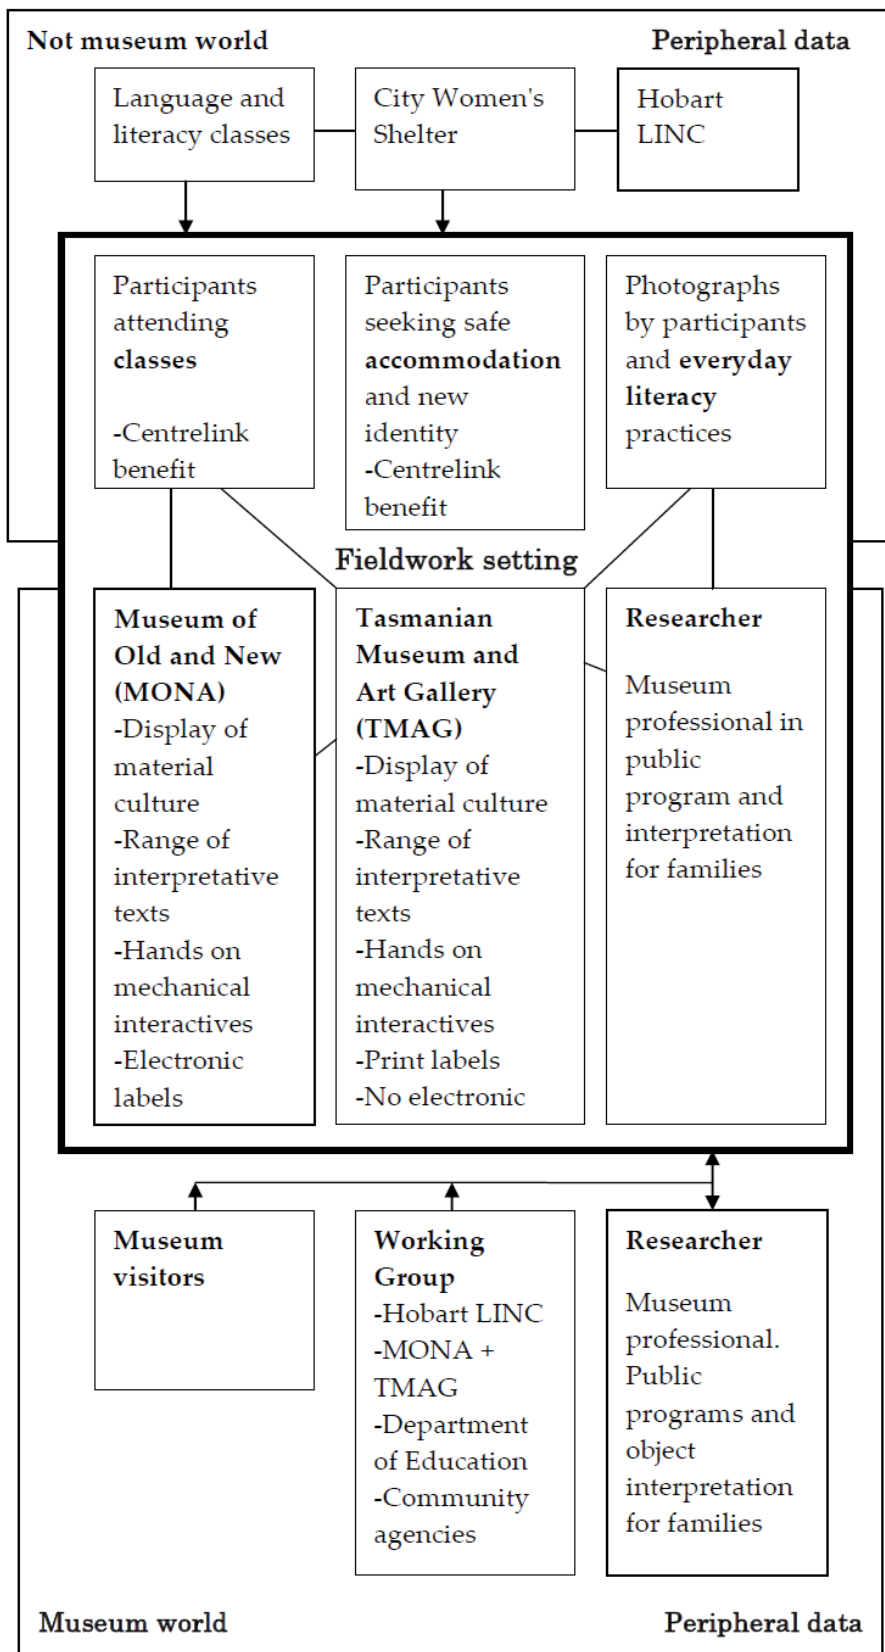 Not museum world
Peripheral data
Language and
literacy classes
City Women's
Shelter
Hobart
LINC
Participants
attending
classes
-Centrelink
benefit
Participants
seeking safe
accommodation
and new
identity
-Centrelink
benefit
Photographs
by participants
and everyday
literacy
practices
Fieldwork setting
Museum of
Old and New
(MONA)
-Display of
material
culture
-Range of
interpretative
texts
-Hands on
mechanical
interactives
-Electronic
labels
Tasmanian
Museum and
Art Gallery
(TMAG)
-Display of
material culture
-Range of
interpretative
texts
-Hands on
mechanical
interactives
-Print labels
-No electronic
Researcher
Museum
professional in
public
program and
interpretation
for families
Museum
visitors
Working
Group
-Hobart LINC
-MONA +
TMAG
-Department
of Education
-Community
agencies
Researcher
Museum
professional.
Public
programs and
object
interpretation
for families
Museum world
Peripheral data